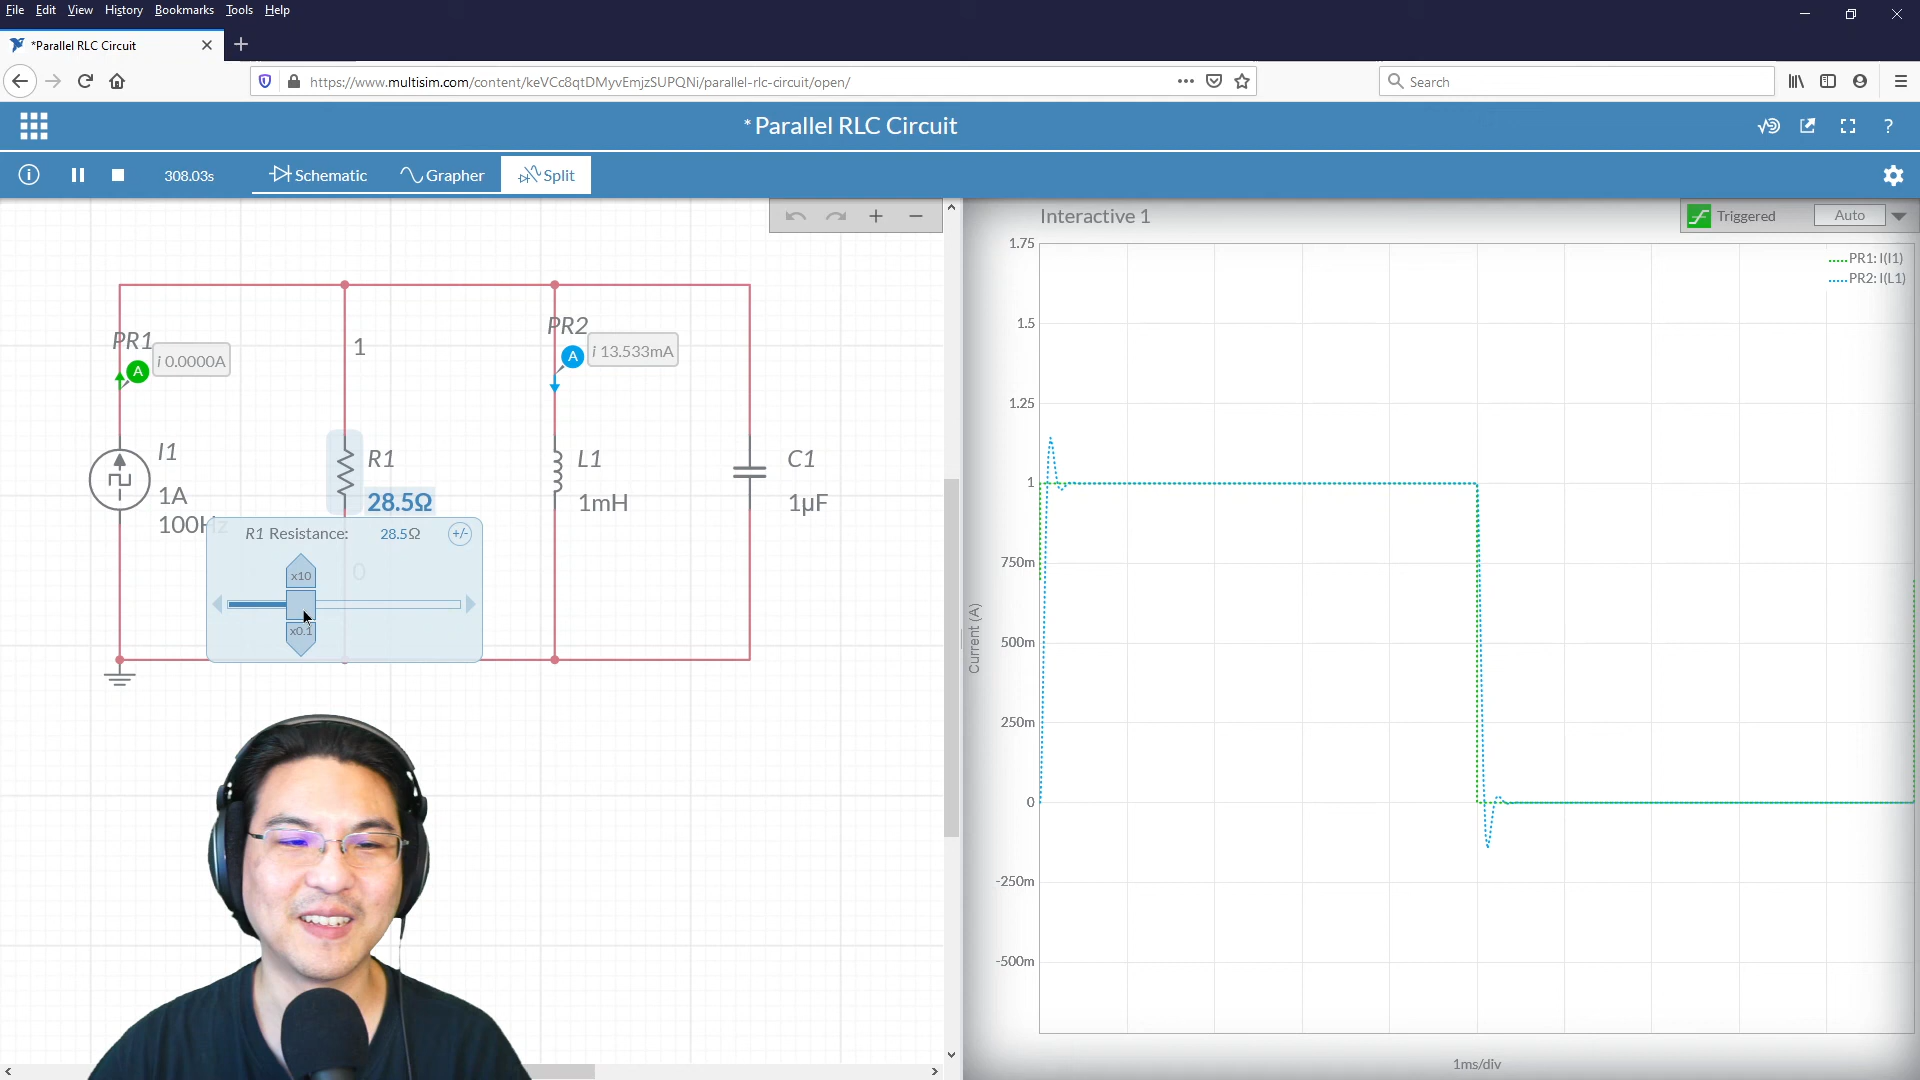 File Edit View History Bookmarks Tools Help
*Parallel RLC Circuit
https://www.multisim.com/content/keVCc8qtDMyvEmjzSUPQNi/parallel-rlc-circuit/open/
Search
* Parallel RLC Circuit
?
308.03s
Schematic
Grapher
Split
Interactive 1
Triggered
Auto
PR1: I(I1)
PR2: I(L1)
1.75
1.5
1.25
1
750m
500m
250m
0
-250m
-500m
Current (A)
1ms/div
PR1
A
i 0.0000A
1
PR2
A
i 13.533mA
I1
1A
100Hz
R1
28.5Ω
L1
1mH
C1
1µF
R1 Resistance: 28.5Ω +/-
x10
0
x0.1